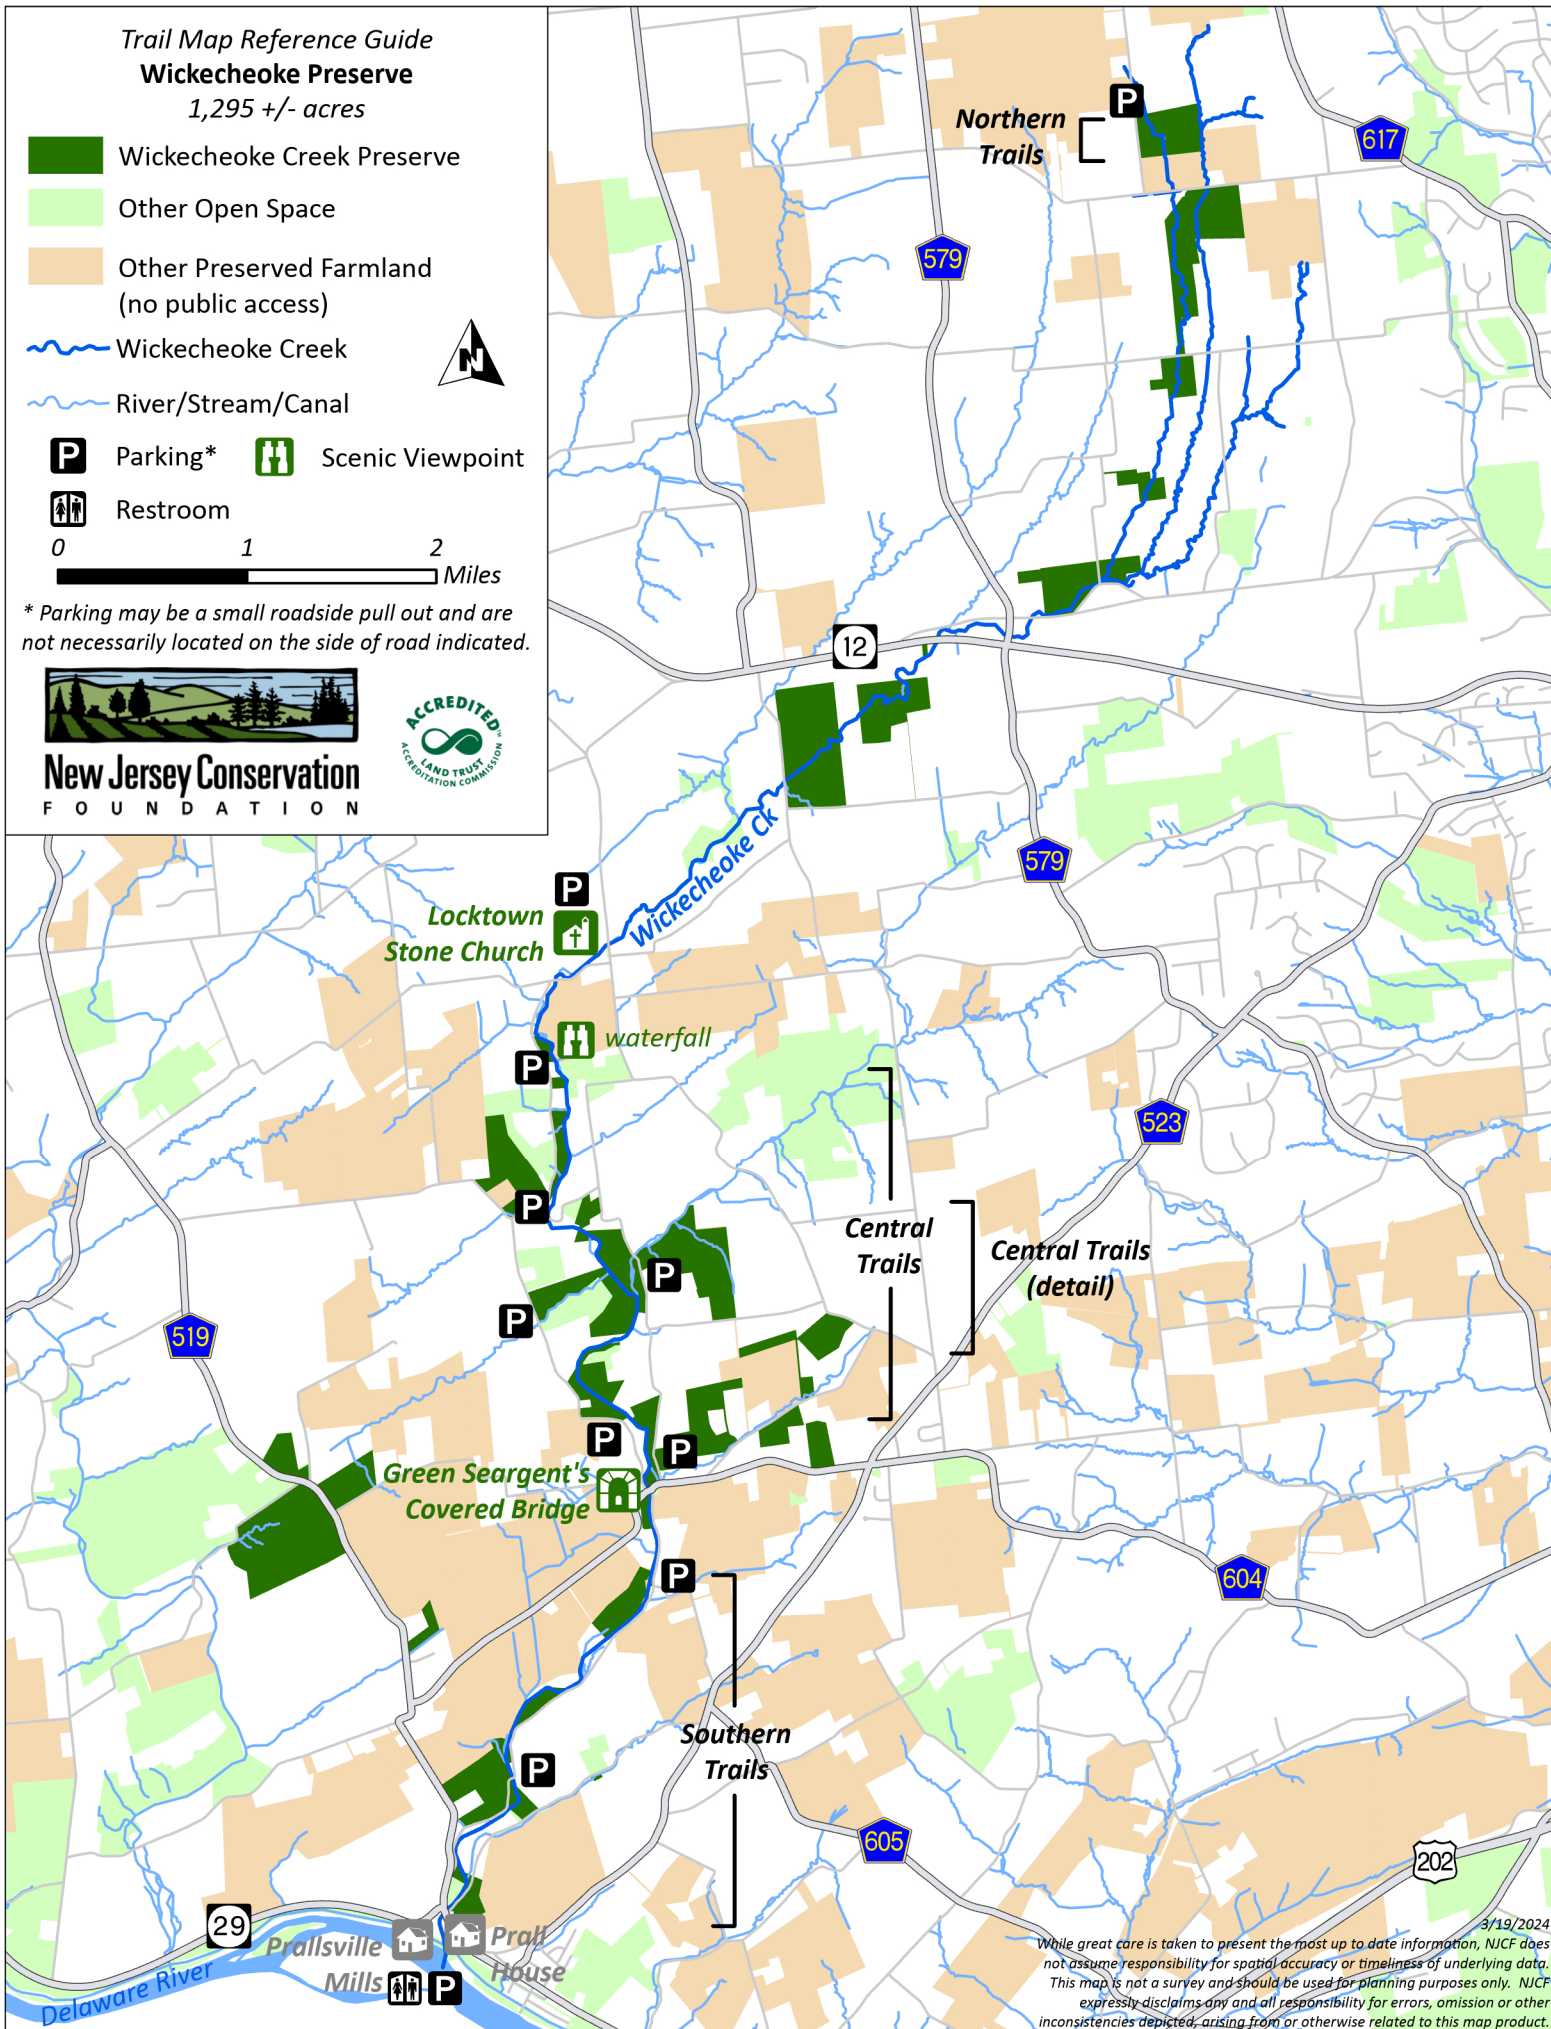 Trail Map Reference Guide
Wickecheoke Preserve
1,295 +/- acres
Wickecheoke Creek Preserve
Other Open Space
Other Preserved Farmland
(no public access)
Wickecheoke Creek
N
River/Stream/Canal
P Parking* Scenic Viewpoint
Restroom
0 1 2
Miles
* Parking may be a small roadside pull out and are
not necessarily located on the side of road indicated.
New Jersey Conservation
FOUNDATION
ACCREDITED™
LAND TRUST
ACCREDITATION COMMISSION
P
Northern
Trails
617
579
12
Wickecheoke Ck
579
P
Locktown
Stone Church
waterfall
P
523
P
Central
Trails
Central Trails
(detail)
P
P
519
P
P
Green Seargent's
Covered Bridge
P
604
Southern
Trails
P
605
202
29
Prallsville
Mills
Prall
House
P
Delaware River
3/19/2024
While great care is taken to present the most up to date information, NJCF does
not assume responsibility for spatial accuracy or timeliness of underlying data.
This map is not a survey and should be used for planning purposes only. NJCF
expressly disclaims any and all responsibility for errors, omission or other
inconsistencies depicted, arising from or otherwise related to this map product.